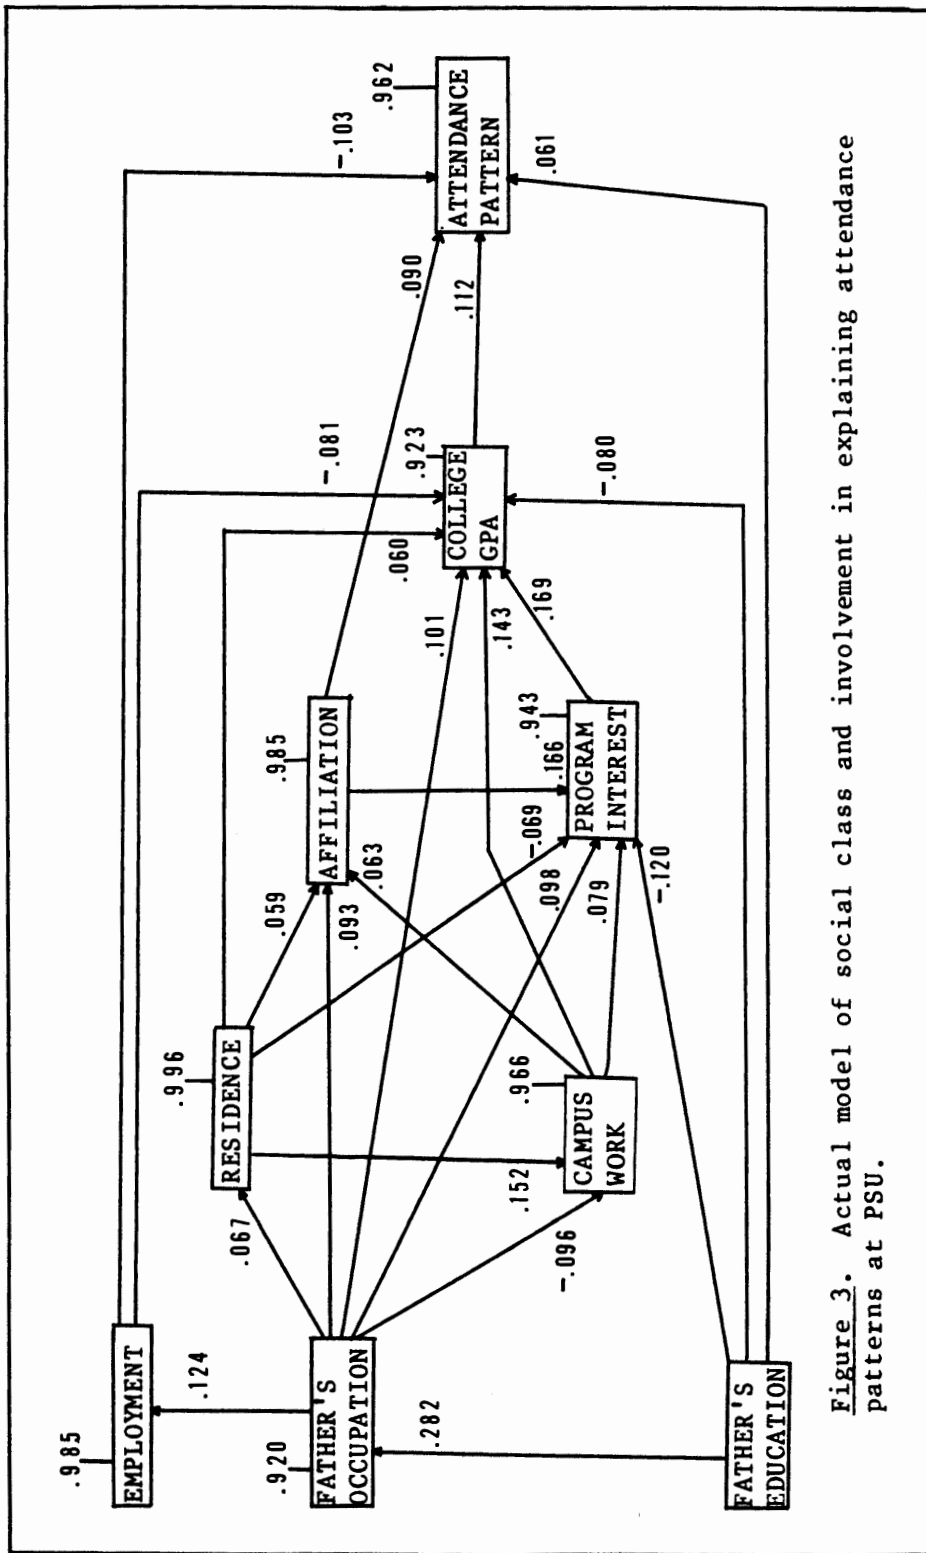 .985
EMPLOYMENT
-.103
.962
ATTENDANCE
PATTERN
.124
-.081
.996
RESIDENCE
.060
.923
COLLEGE
GPA
.090
.112
.061
.067
.059
.985
AFFILIATION
.093
.063
.101
.143
.169
.920
FATHER'S
OCCUPATION
.152
-.096
.966
CAMPUS
WORK
-.069
.166
.943
PROGRAM
INTEREST
.098
.079
-.120
-.080
.282
FATHER'S
EDUCATION
Figure 3. Actual model of social class and involvement in explaining attendance
patterns at PSU.